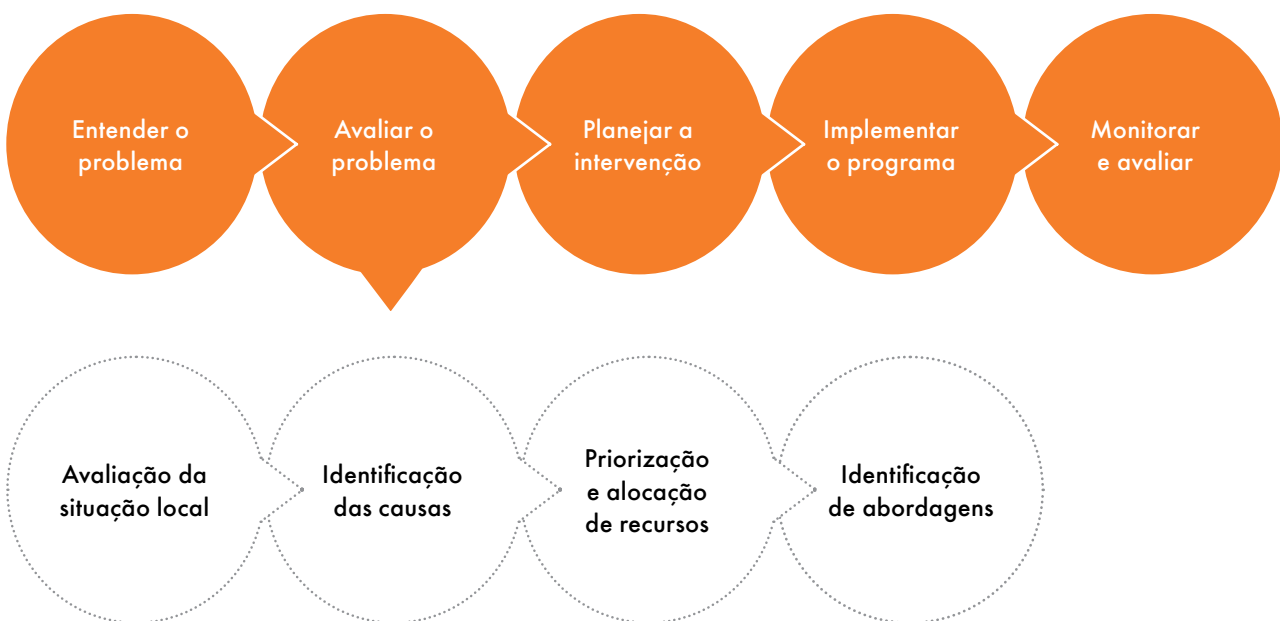 Entender o
problema
Avaliar o
problema
Planejar a
intervenção
Implementar
o programa
Monitorar
e avaliar
Avaliação da
situação local
Identificação
das causas
Priorização
e alocação
de recursos
Identificação
de abordagens